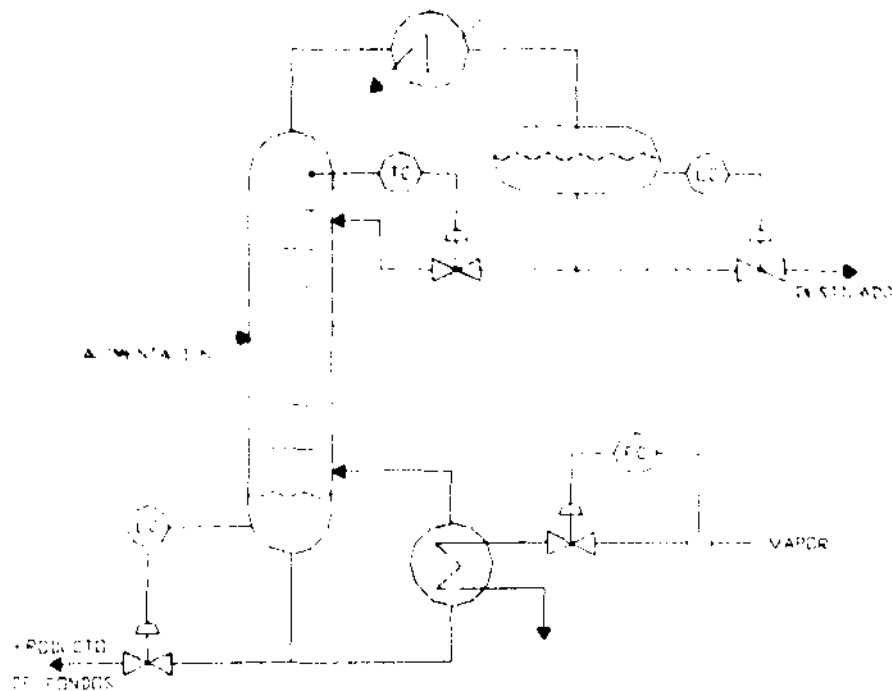 TC
LC
DESTILADO
ALIMENTACION
FC
LC
VAPOR
PRODUCTO
DE FONDOS